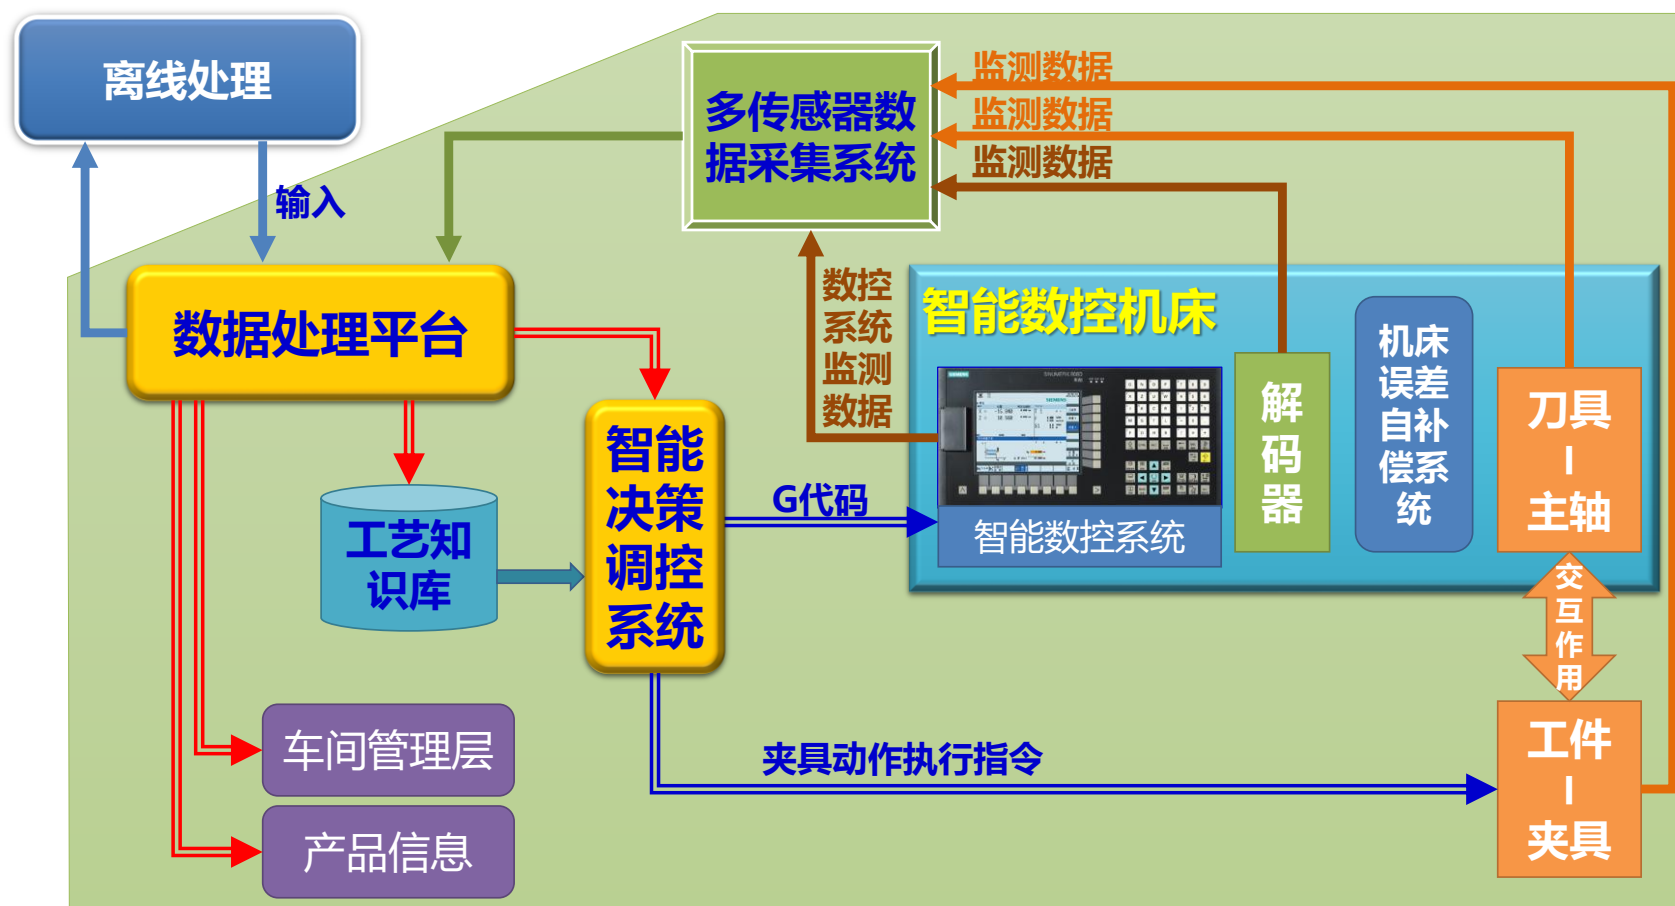 离线处理
输入
多传感器数
据采集系统
监测数据
监测数据
监测数据
数据处理平台
数控
系统
监测
数据
智能数控机床
SIEMENS
SIEMENS
智能数控系统
解
码
器
机床
误差
自补
偿系
统
刀具
–
主轴
交
互
作
用
智能
决策
调控
系统
G代码
工艺知
识库
车间管理层
产品信息
夹具动作执行指令
工件
–
夹具